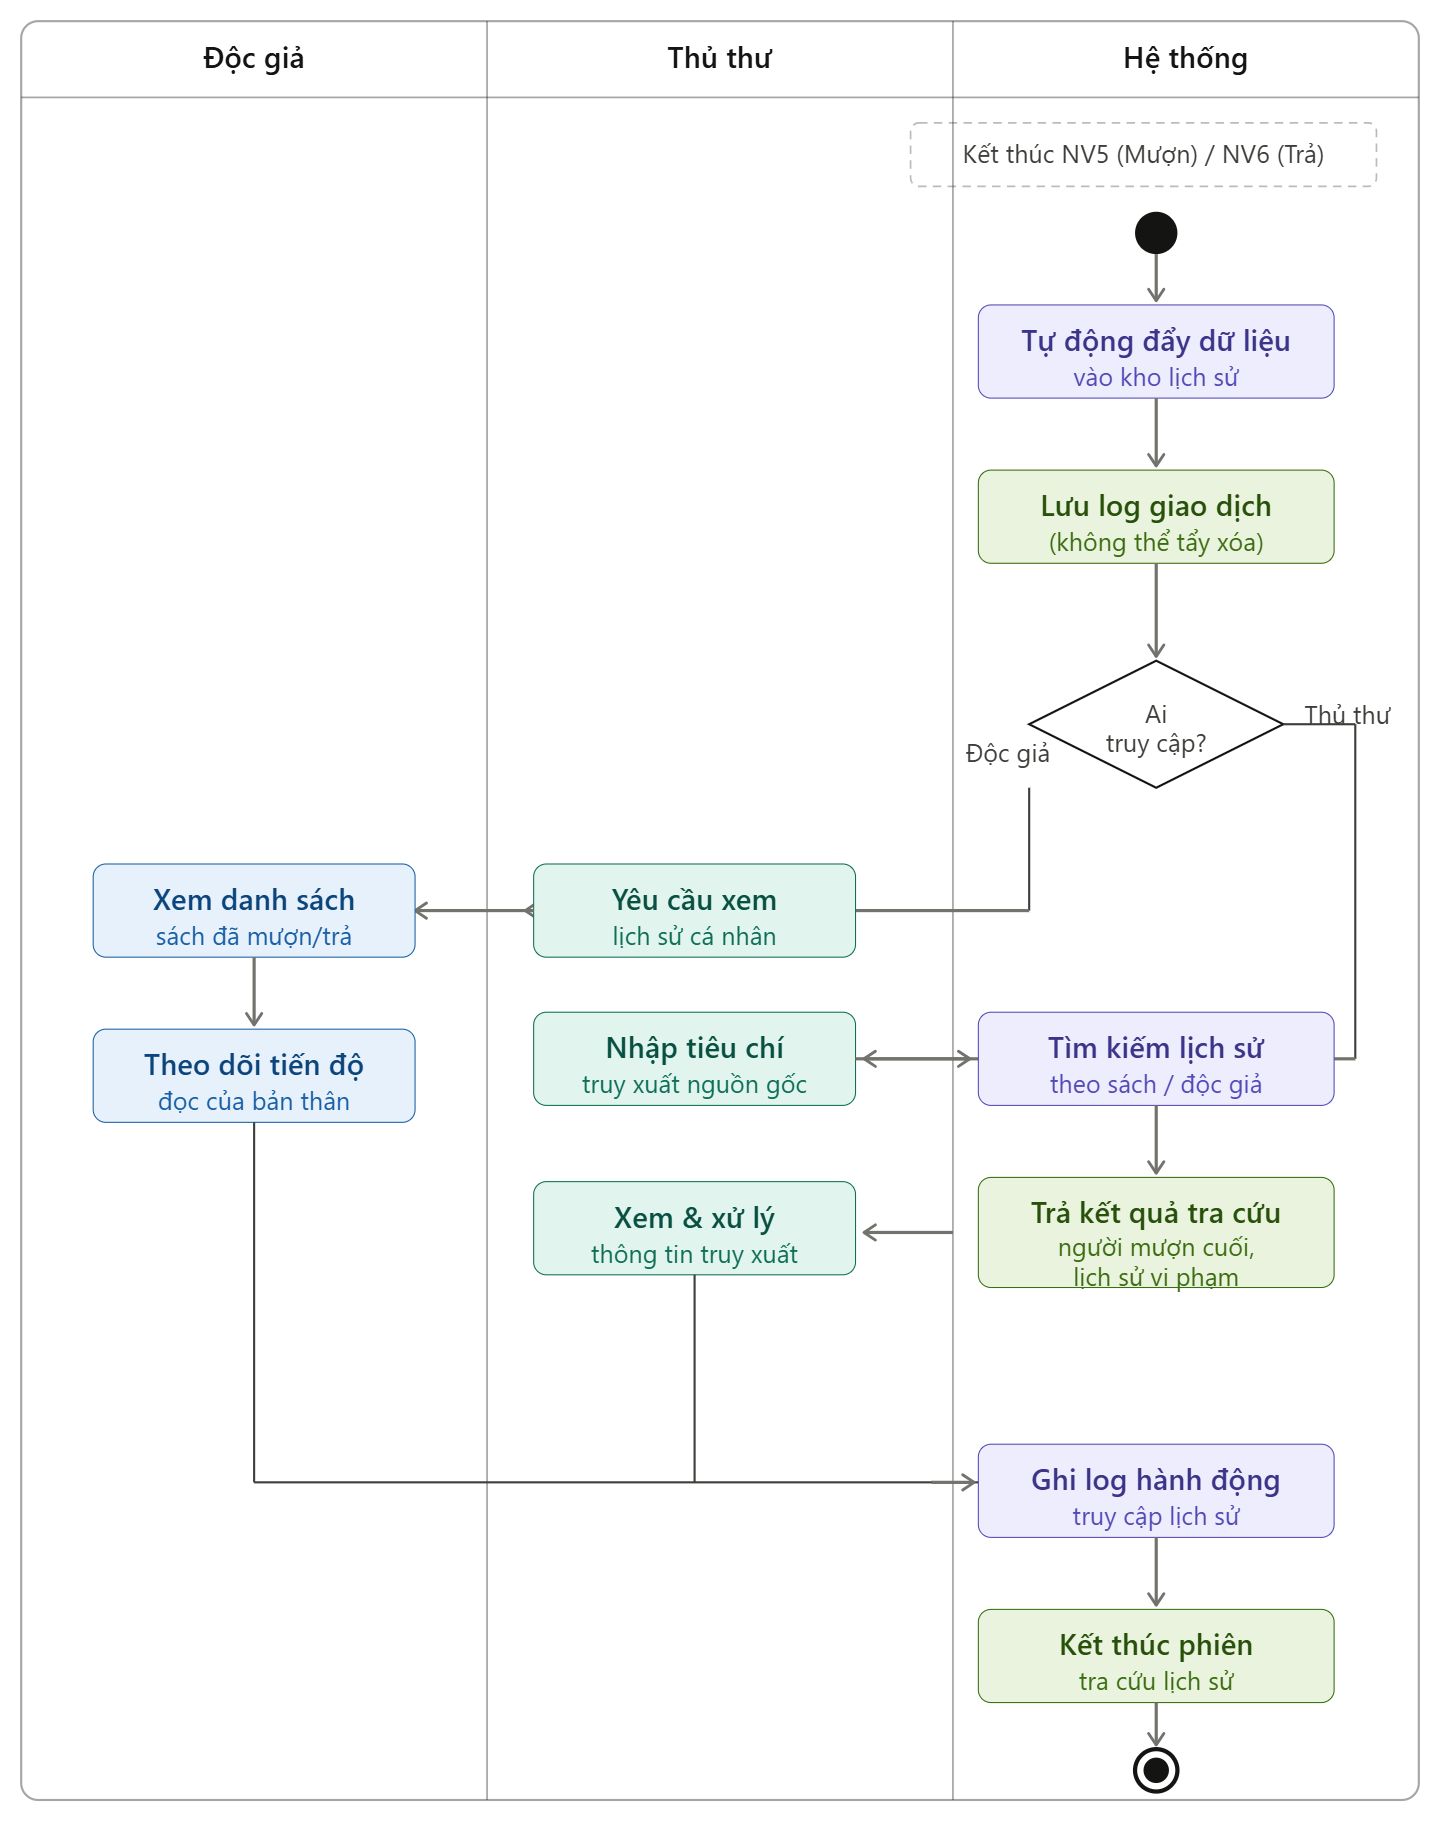 Độc giả
Thủ thư
Hệ thống
Kết thúc NV5 (Mượn) / NV6 (Trả)
Tự động đẩy dữ liệu
vào kho lịch sử
Lưu log giao dịch
(không thể tẩy xóa)
Ai
truy cập?
Thủ thư
Độc giả
Xem danh sách
sách đã mượn/trả
Yêu cầu xem
lịch sử cá nhân
Theo dõi tiến độ
đọc của bản thân
Nhập tiêu chí
truy xuất nguồn gốc
Tìm kiếm lịch sử
theo sách / độc giả
Xem & xử lý
thông tin truy xuất
Trả kết quả tra cứu
người mượn cuối,
lịch sử vi phạm
Ghi log hành động
truy cập lịch sử
Kết thúc phiên
tra cứu lịch sử